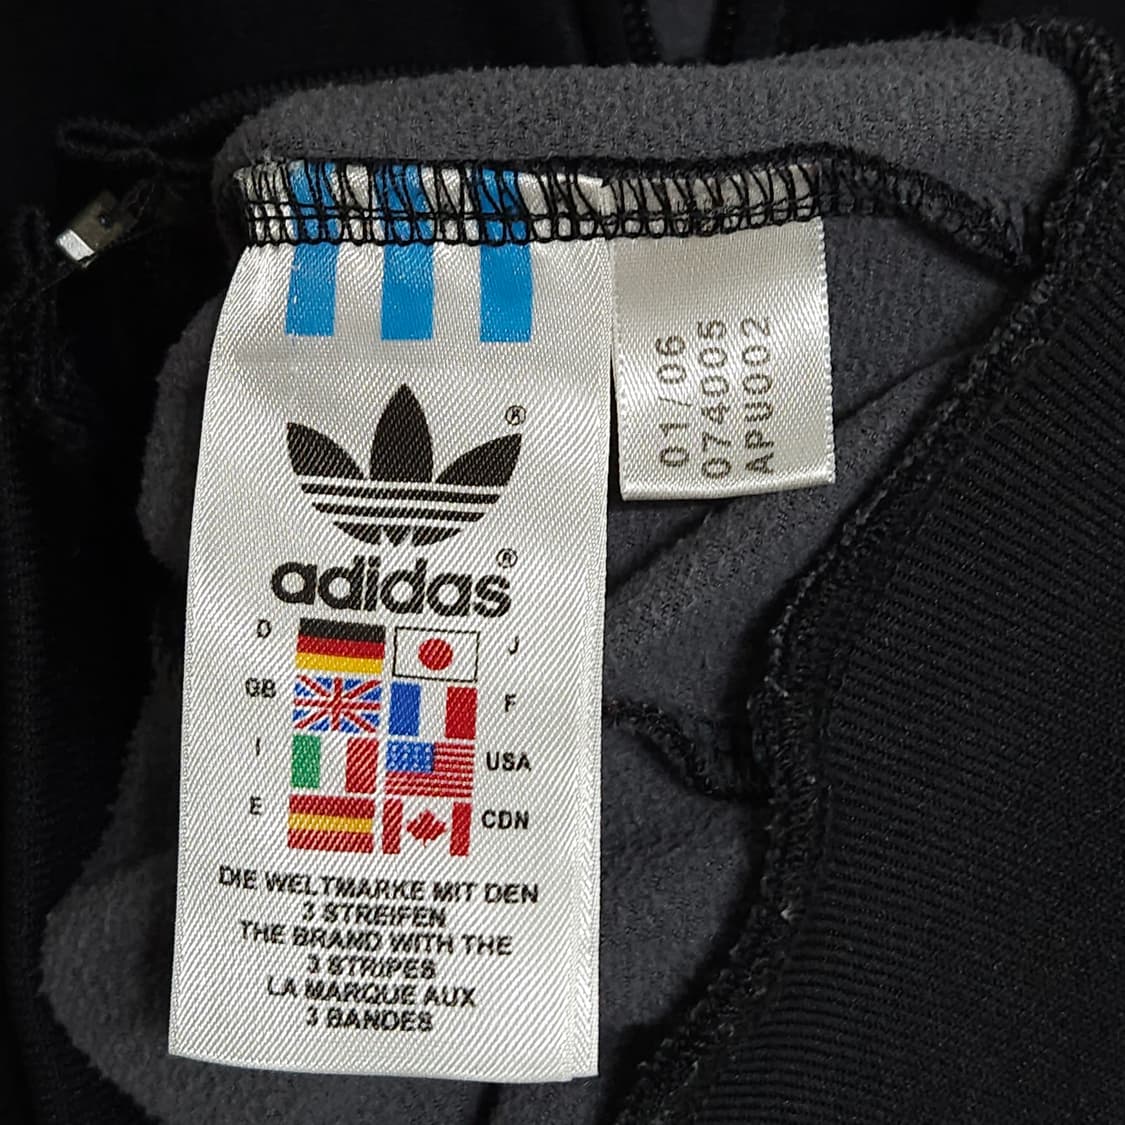 ®
adidas®
D
J
GB
F
I
USA
E
CDN
DIE WELTMARKE MIT DEN
3 STREIFEN
THE BRAND WITH THE
3 STRIPES
LA MARQUE AUX
3 BANDES
01/06
074005
APU002